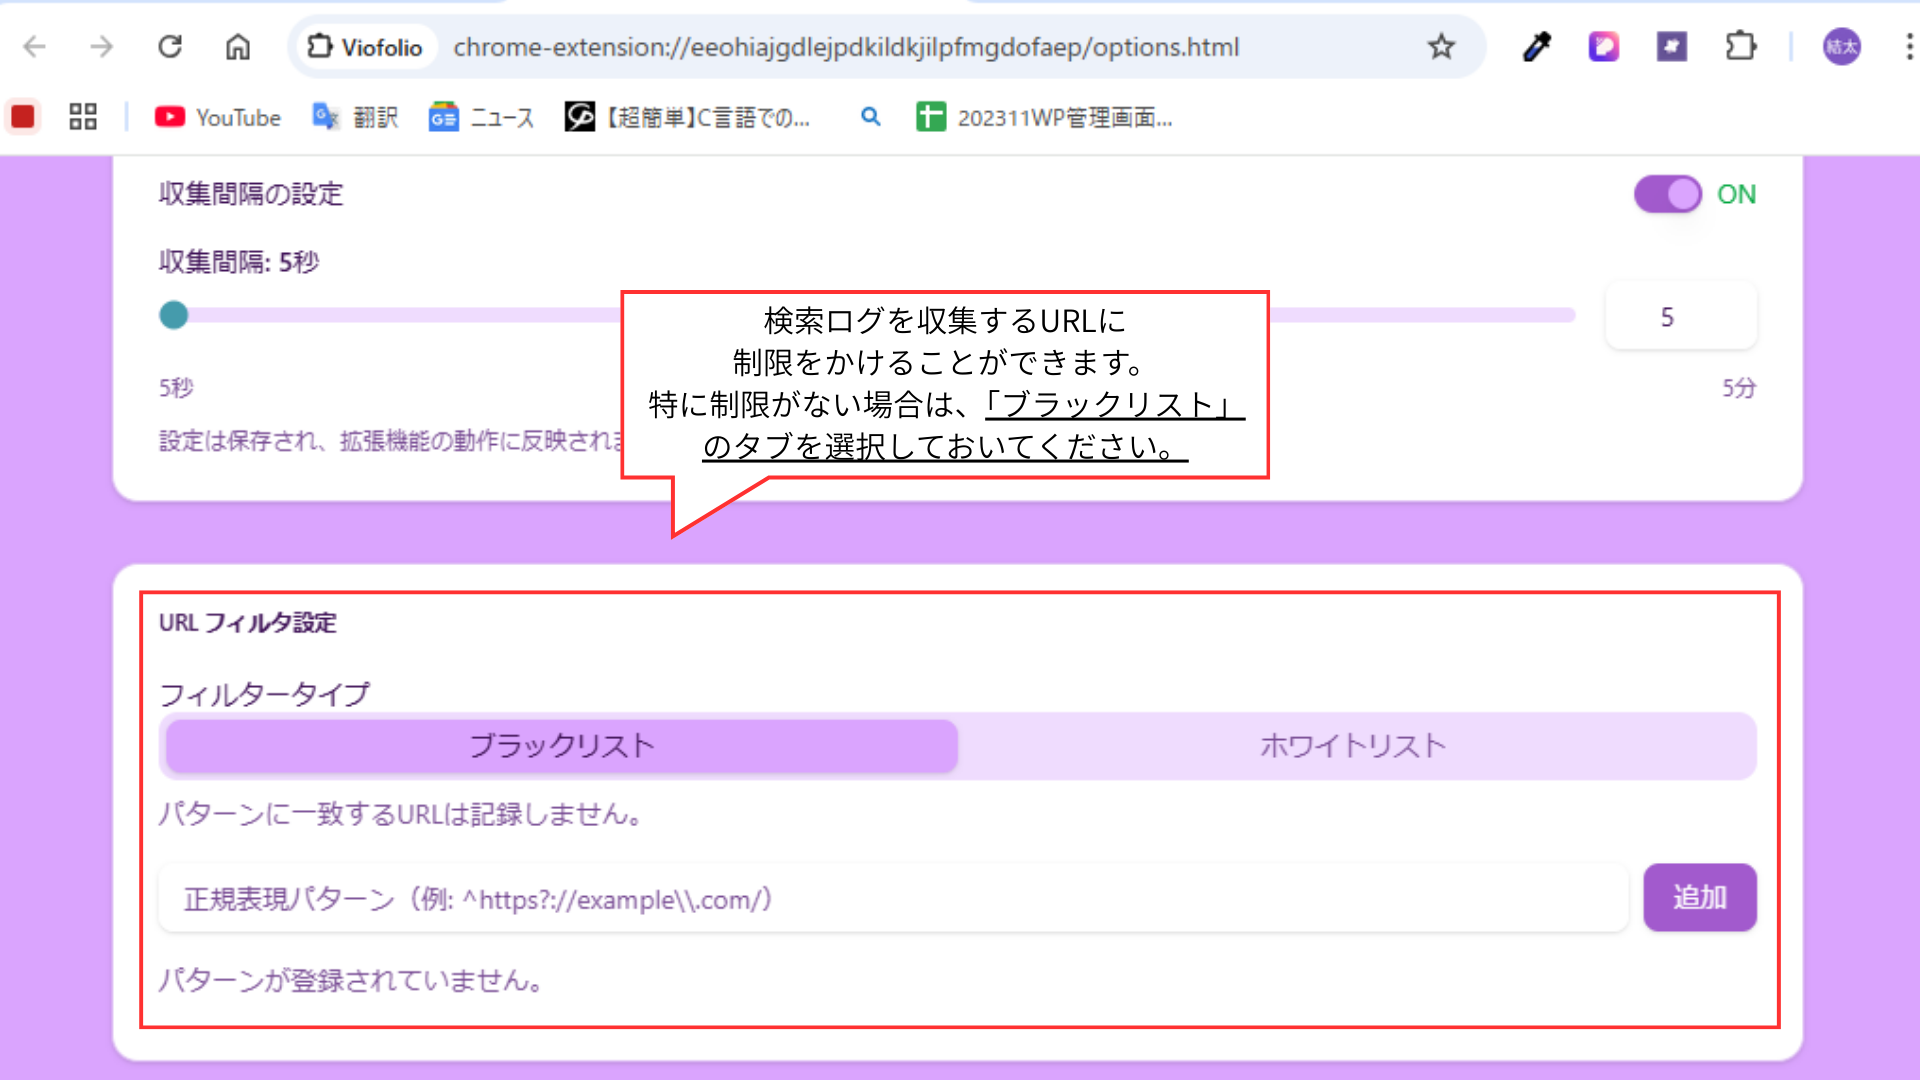 Viofolio
chrome-extension://eeohiajgdlejpdkildkjilpfmgdofaep/options.html
結太
YouTube
翻訳
ニュース
【超簡単】C言語での...
202311WP管理画面...
収集間隔の設定
ON
収集間隔: 5秒
5
5秒
5分
設定は保存され、拡張機能の動作に反映されま
検索ログを収集するURLに
制限をかけることができます。
特に制限がない場合は、「ブラックリスト」
のタブを選択しておいてください。
URL フィルタ設定
フィルタータイプ
ブラックリスト
ホワイトリスト
パターンに一致するURLは記録しません。
正規表現パターン（例: ^https?://example\\.com/）
追加
パターンが登録されていません。